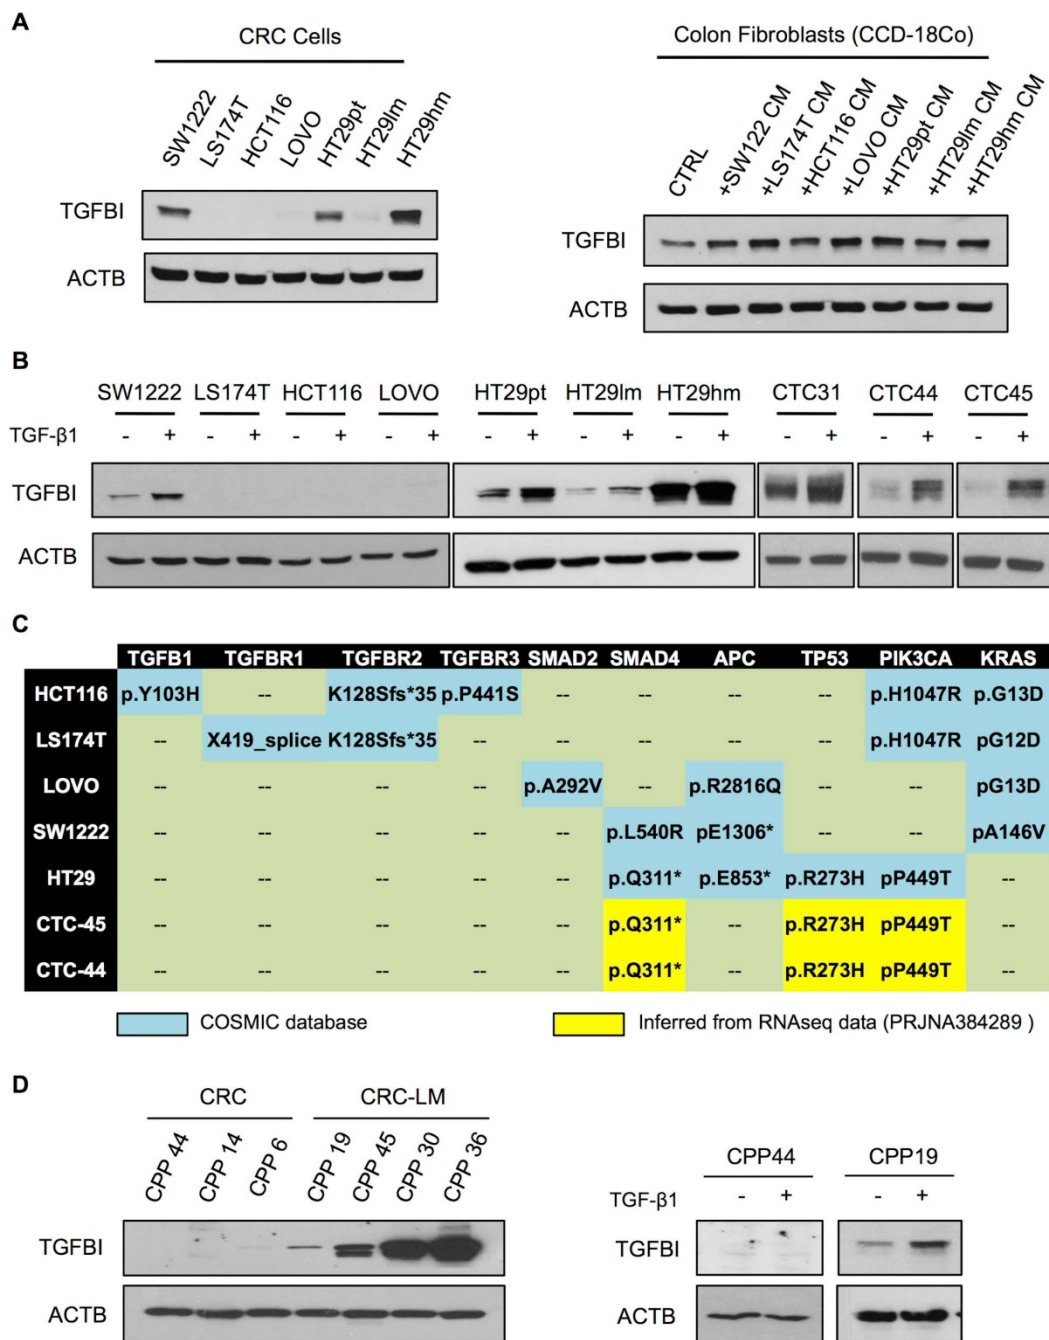 A
CRC Cells
SW1222 LS174T HCT116 LOVO HT29pt HT29lm HT29hm
TGFBI
ACTB
Colon Fibroblasts (CCD-18Co)
CTRL +SW122 CM +LS174T CM +HCT116 CM +LOVO CM +HT29pt CM +HT29lm CM +HT29hm CM
TGFBI
ACTB
B
SW1222 LS174T HCT116 LOVO HT29pt HT29lm HT29hm CTC31 CTC44 CTC45
TGF-β1 - + - + - + - + - + - + - + - + - + - +
TGFBI
ACTB
C
TGFB1 TGFBR1 TGFBR2 TGFBR3 SMAD2 SMAD4 APC TP53 PIK3CA KRAS
HCT116 p.Y103H -- K128Sfs*35 p.P441S -- -- -- -- p.H1047R p.G13D
LS174T -- X419_splice K128Sfs*35 -- -- -- -- -- p.H1047R pG12D
LOVO -- -- -- -- p.A292V -- p.R2816Q -- -- pG13D
SW1222 -- -- -- -- -- p.L540R pE1306* -- -- pA146V
HT29 -- -- -- -- -- p.Q311* p.E853* p.R273H pP449T --
CTC-45 -- -- -- -- -- p.Q311* -- p.R273H pP449T --
CTC-44 -- -- -- -- -- p.Q311* -- p.R273H pP449T --
COSMIC database
Inferred from RNAseq data (PRJNA384289 )
D
CRC CRC-LM
CPP 44 CPP 14 CPP 6 CPP 19 CPP 45 CPP 30 CPP 36
TGFBI
ACTB
CPP44 CPP19
TGF-β1 - + - +
TGFBI
ACTB